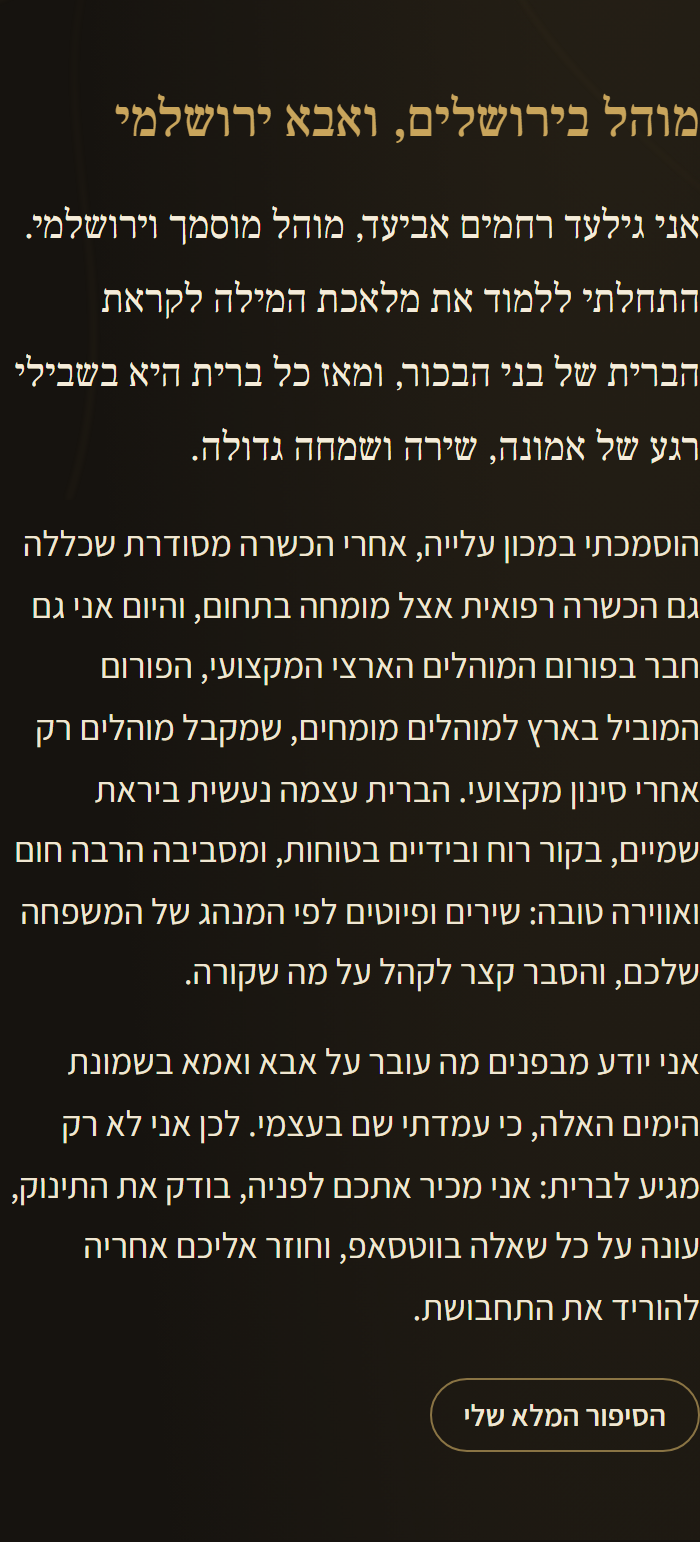 מוהל בירושלים, ואבא ירושלמי
אני גילעד רחמים אביעד, מוהל מוסמך וירושלמי.
התחלתי ללמוד את מלאכת המילה לקראת
הברית של בני הבכור, ומאז כל ברית היא בשבילי
רגע של אמונה, שירה ושמחה גדולה.
הוסמכתי במכון עלייה, אחרי הכשרה מסודרת שכללה
גם הכשרה רפואית אצל מומחה בתחום, והיום אני גם
חבר בפורום המוהלים הארצי המקצועי, הפורום
המוביל בארץ למוהלים מומחים, שמקבל מוהלים רק
אחרי סינון מקצועי. הברית עצמה נעשית ביראת
שמיים, בקור רוח ובידיים בטוחות, ומסביבה הרבה חום
ואווירה טובה: שירים ופיוטים לפי המנהג של המשפחה
שלכם, והסבר קצר לקהל על מה שקורה.
אני יודע מבפנים מה עובר על אבא ואמא בשמונת
הימים האלה, כי עמדתי שם בעצמי. לכן אני לא רק
מגיע לברית: אני מכיר אתכם לפניה, בודק את התינוק,
עונה על כל שאלה בווטסאפ, וחוזר אליכם אחריה
להוריד את התחבושת.
הסיפור המלא שלי